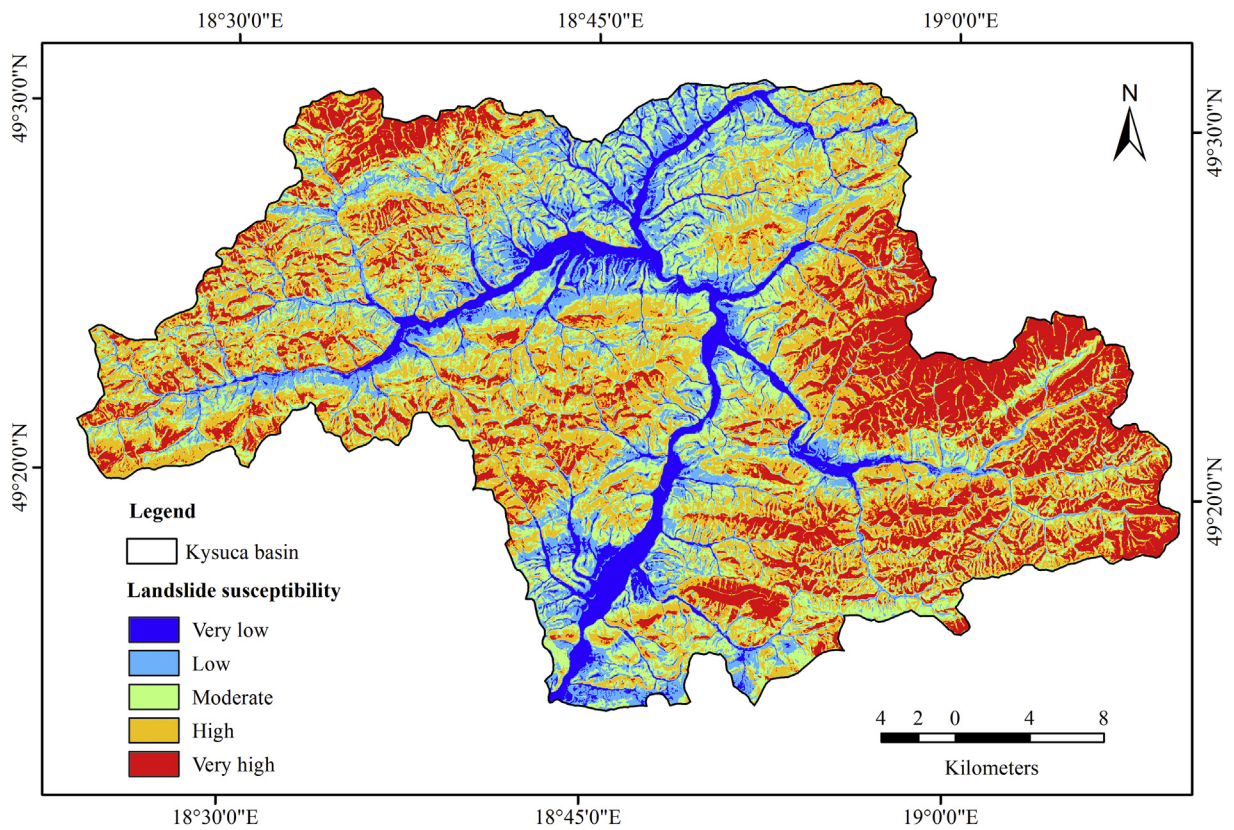 18°30'0"E 18°45'0"E 19°0'0"E
49°30'0"N
49°30'0"N
N
49°20'0"N
49°20'0"N
Legend
Kysuca basin
Landslide susceptibility
Very low
Low
Moderate
High
Very high
4 2 0 4 8
Kilometers
18°30'0"E 18°45'0"E 19°0'0"E